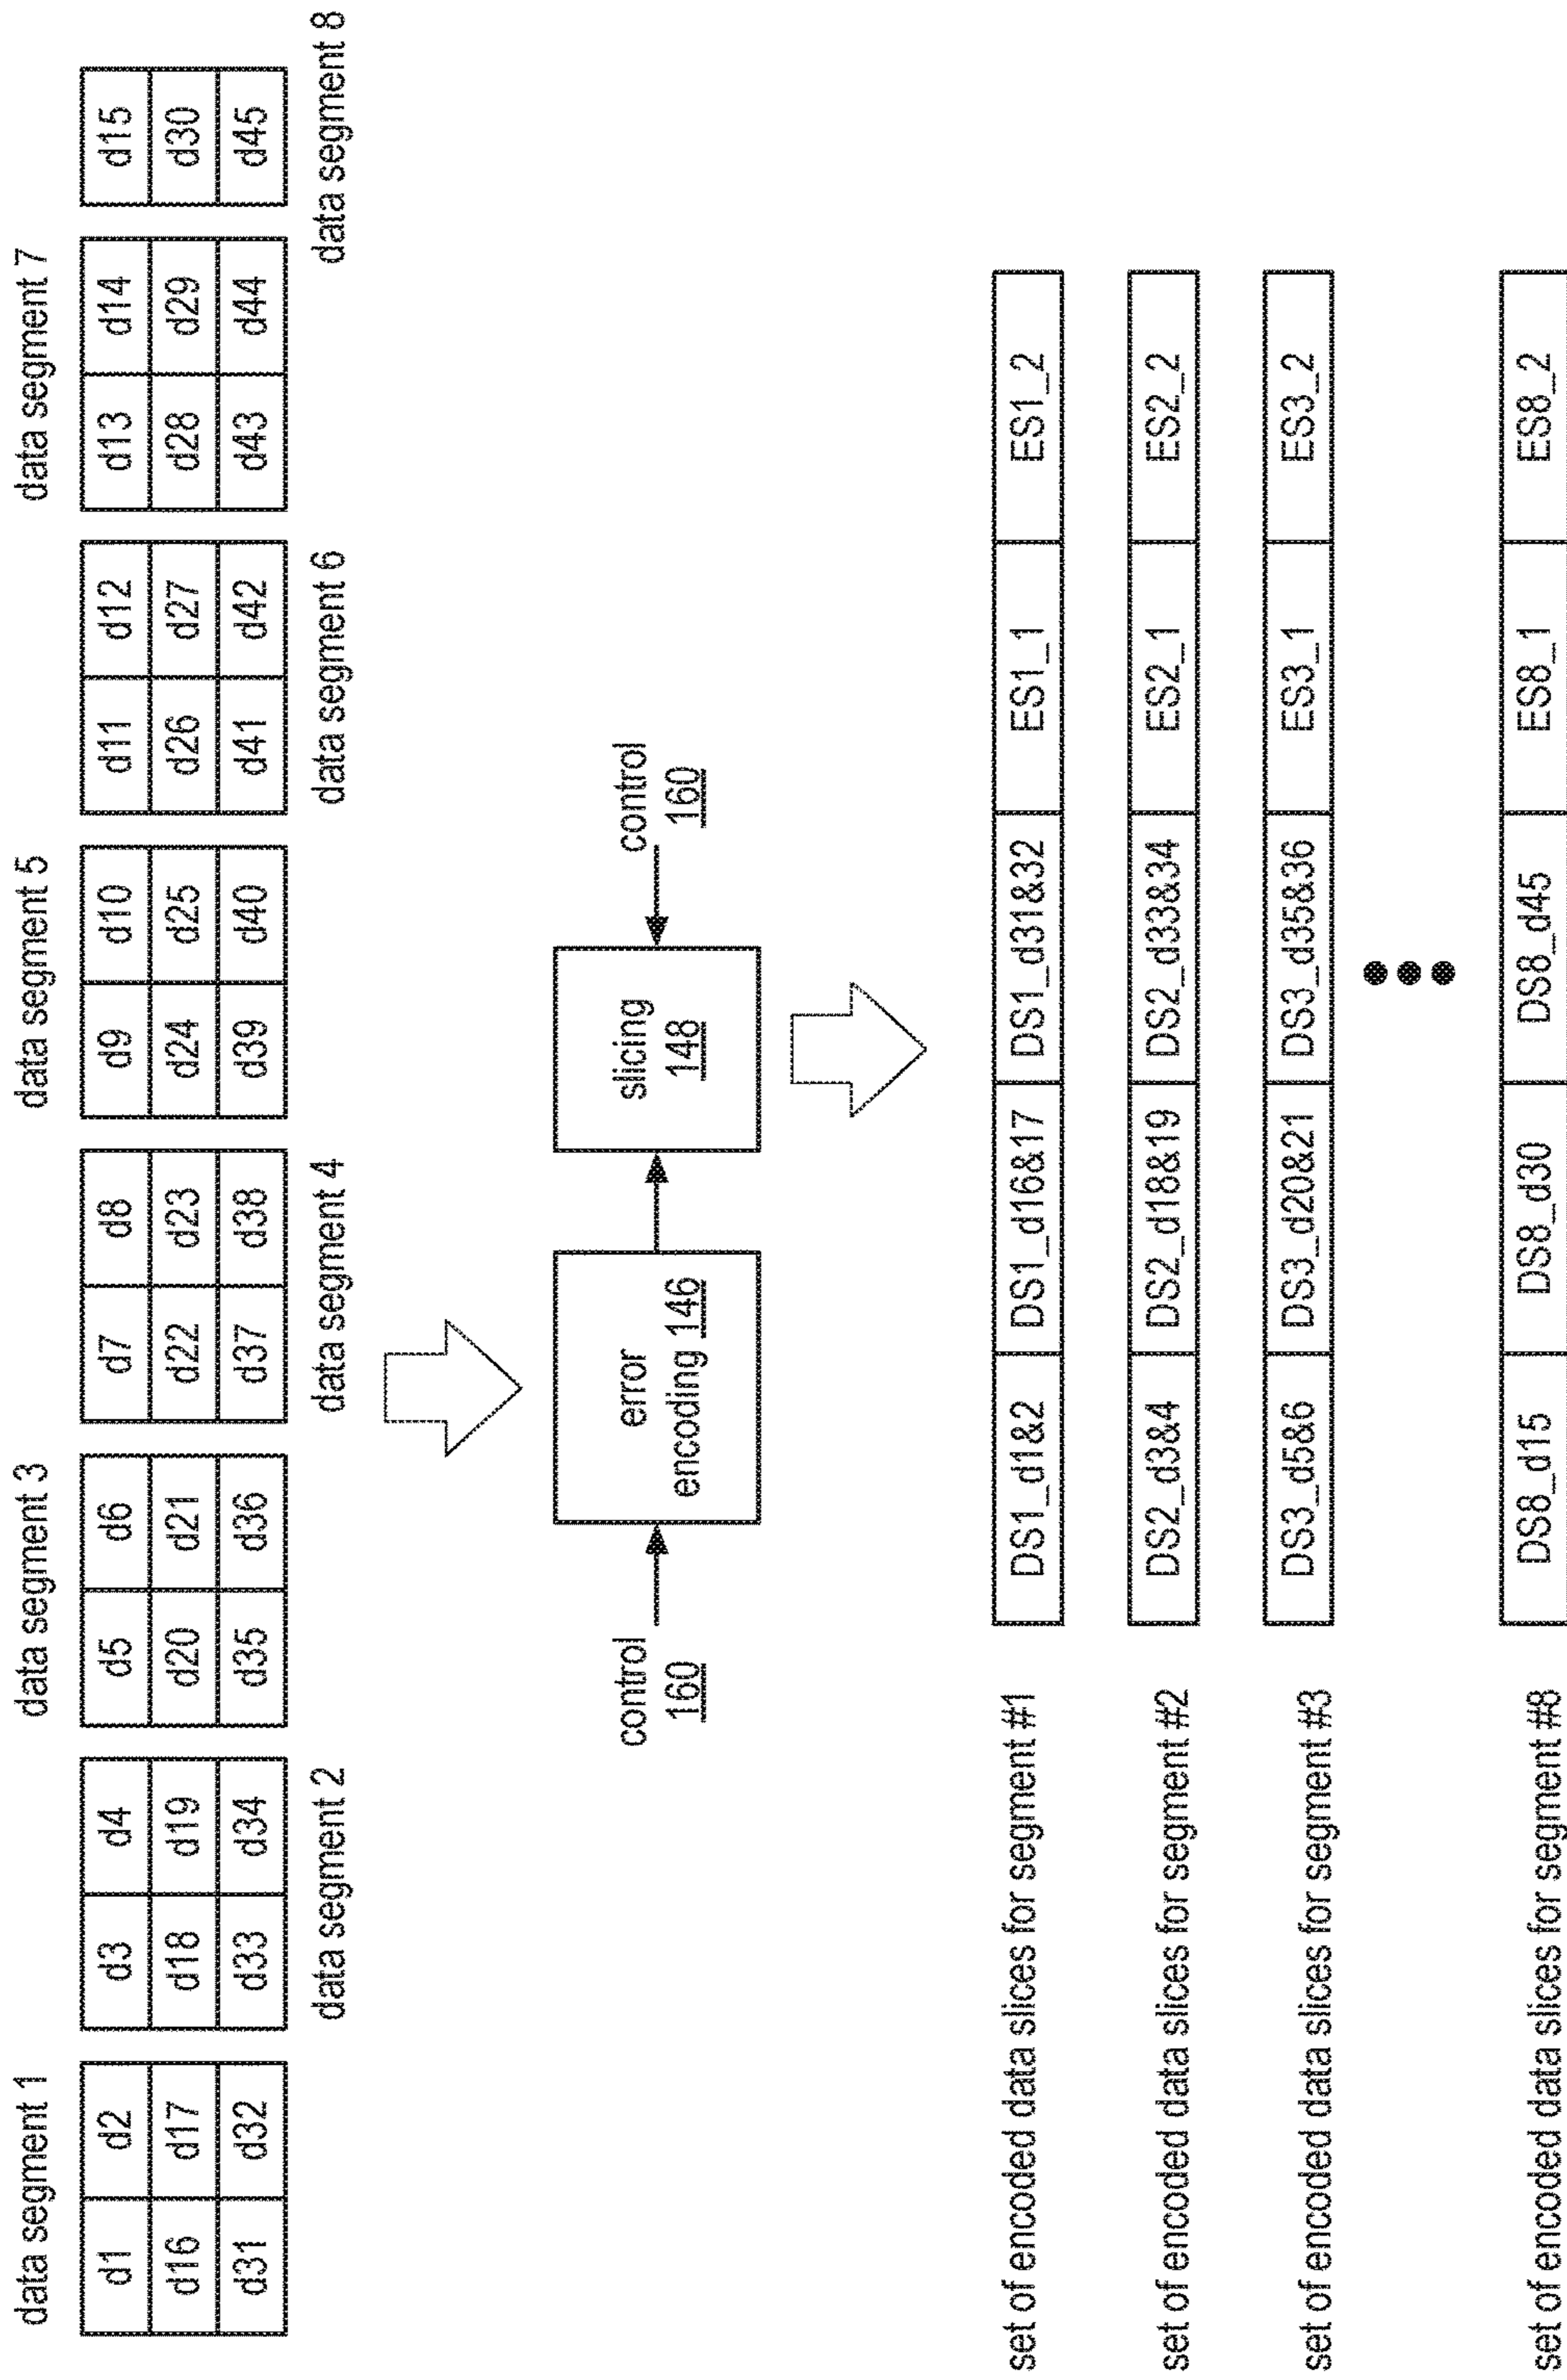 data segment 1
data segment 3
data segment 5
data segment 7
d1 d2 d3 d4 d5 d6 d7 d8 d9 d10 d11 d12 d13 d14 d15
d16 d17 d18 d19 d20 d21 d22 d23 d24 d25 d26 d27 d28 d29 d30
d31 d32 d33 d34 d35 d36 d37 d38 d39 d40 d41 d42 d43 d44 d45
data segment 2
data segment 4
data segment 6
data segment 8
control
160
error
encoding 146
slicing
148
control
160
set of encoded data slices for segment #1 DS1_d1&2 DS1_d16&17 DS1_d31&32 ES1_1 ES1_2
set of encoded data slices for segment #2 DS2_d3&4 DS2_d18&19 DS2_d33&34 ES2_1 ES2_2
set of encoded data slices for segment #3 DS3_d5&6 DS3_d20&21 DS3_d35&36 ES3_1 ES3_2
set of encoded data slices for segment #8 DS8_d15 DS8_d30 DS8_d45 ES8_1 ES8_2